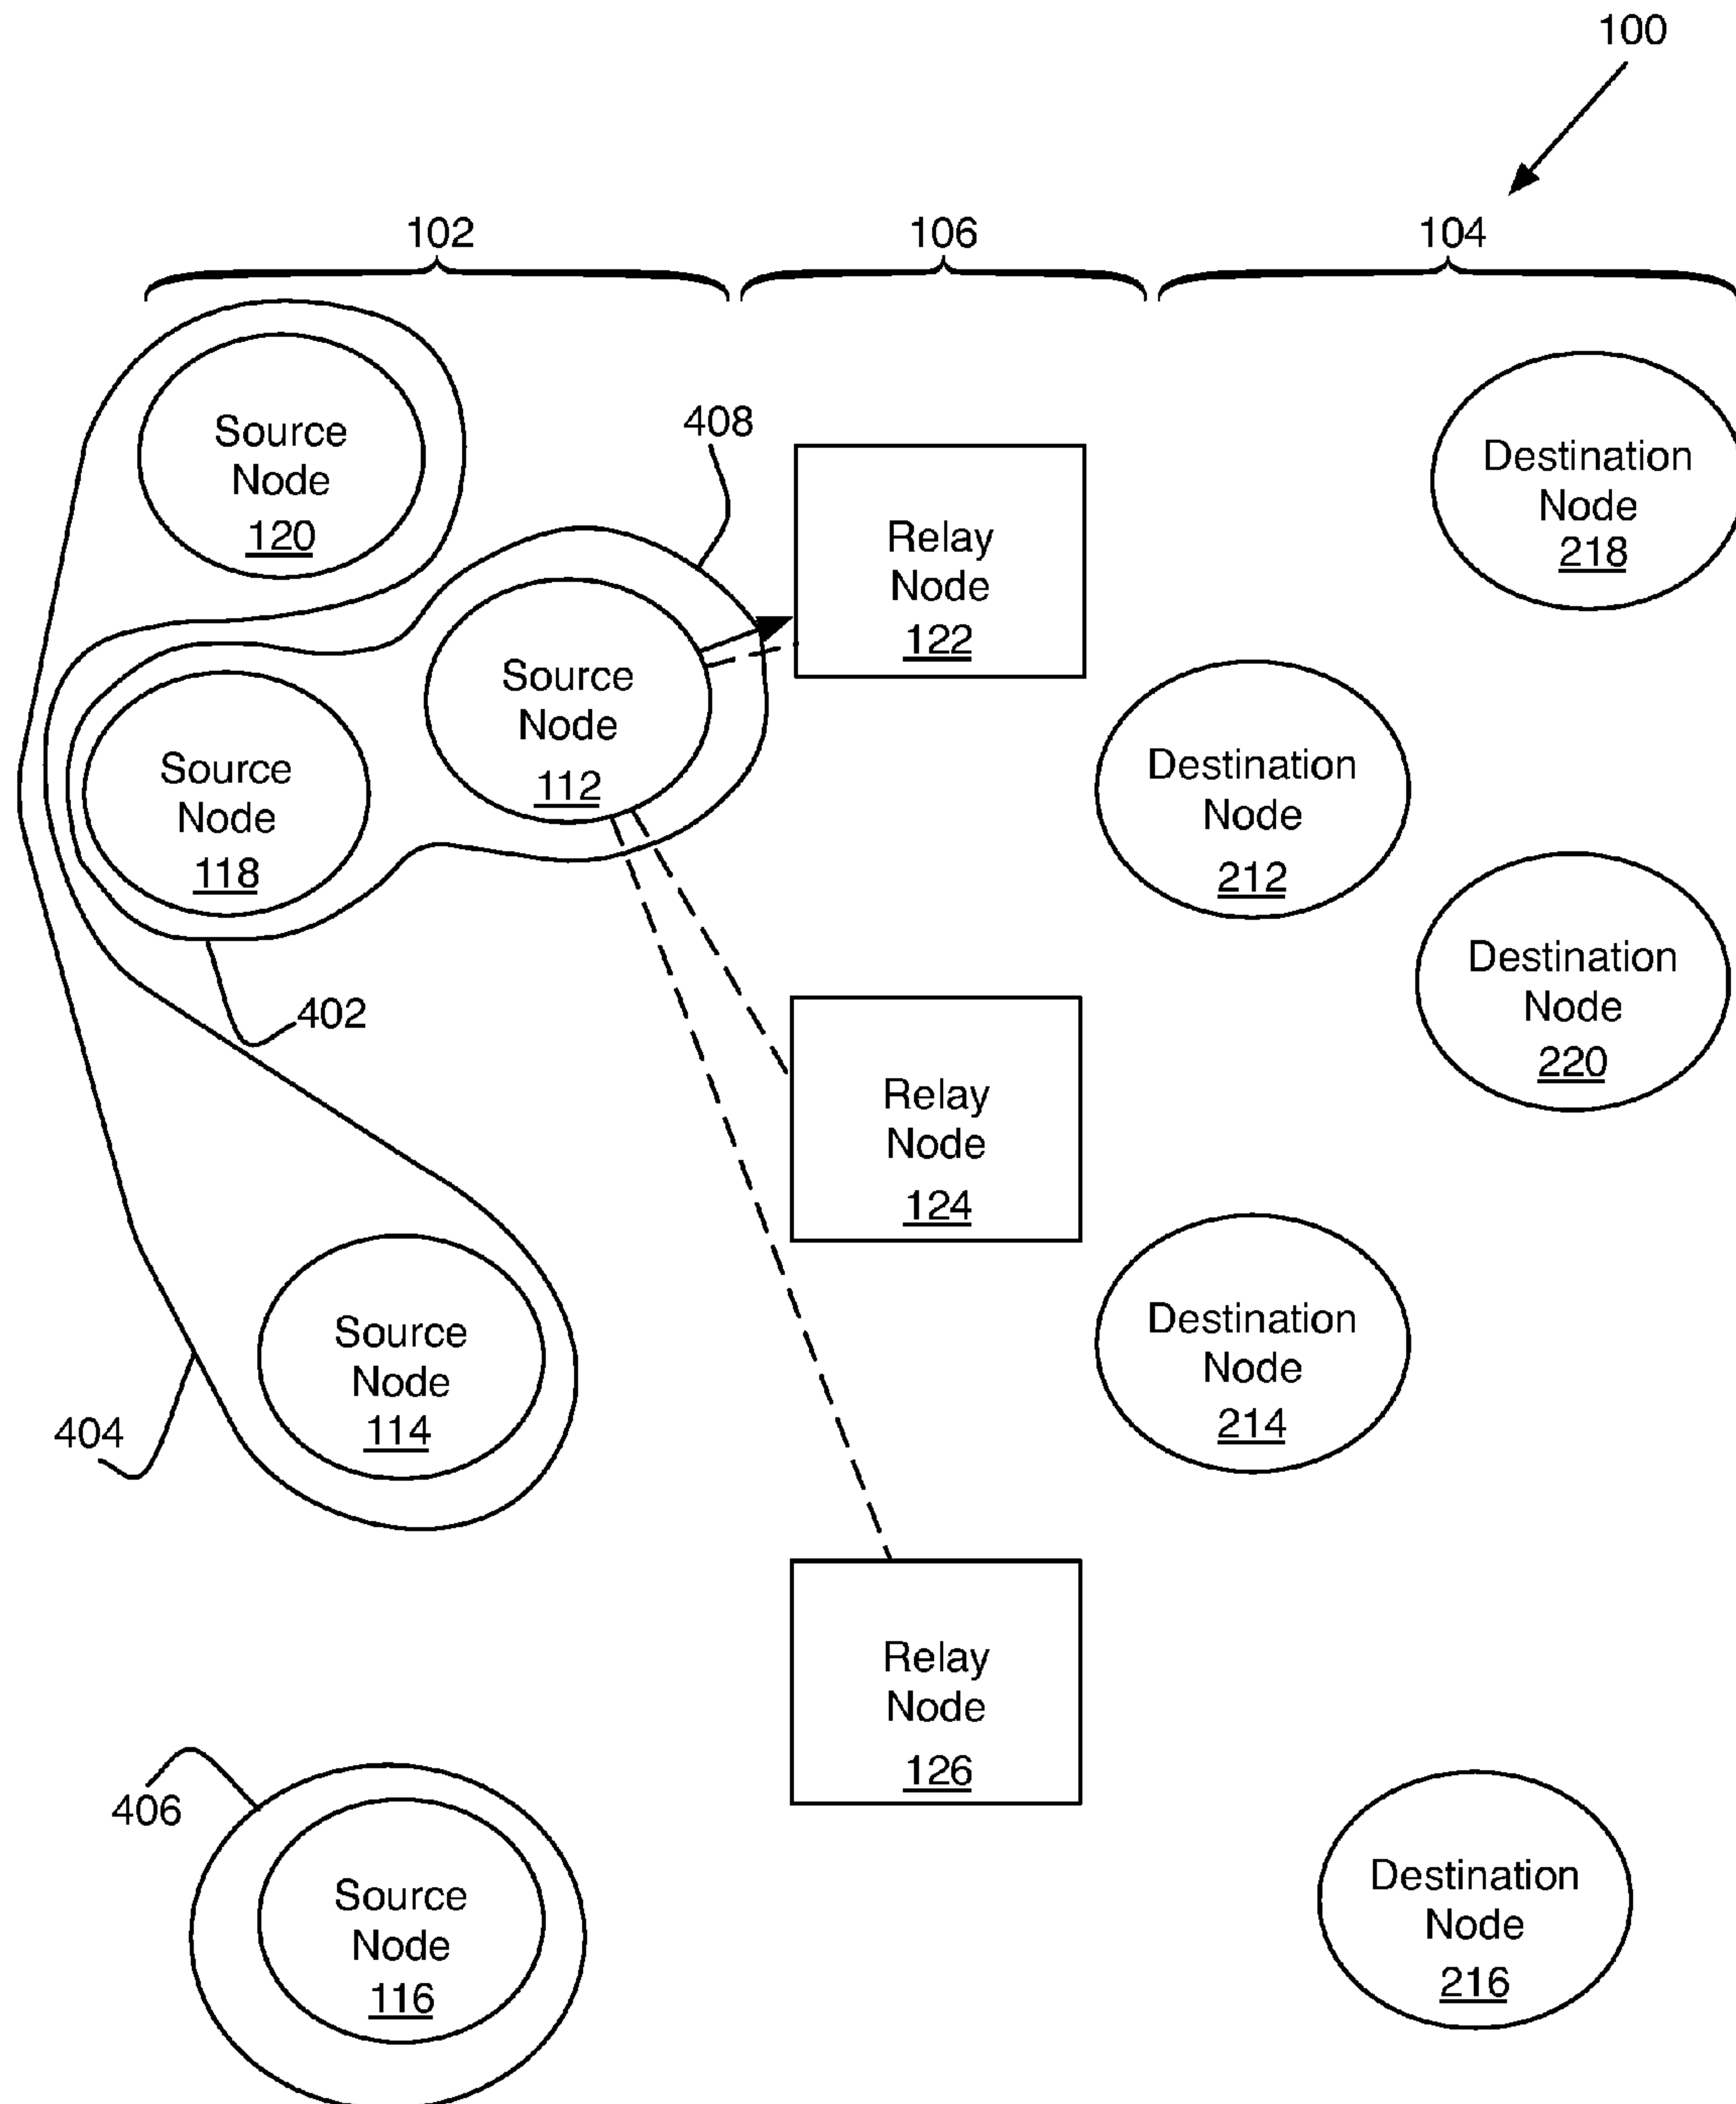 100
102
106
104
Source
Node
120
408
Relay
Node
122
Destination
Node
218
Source
Node
112
Source
Node
118
Destination
Node
212
402
Destination
Node
220
Relay
Node
124
Source
Node
114
404
Destination
Node
214
Relay
Node
126
406
Source
Node
116
Destination
Node
216